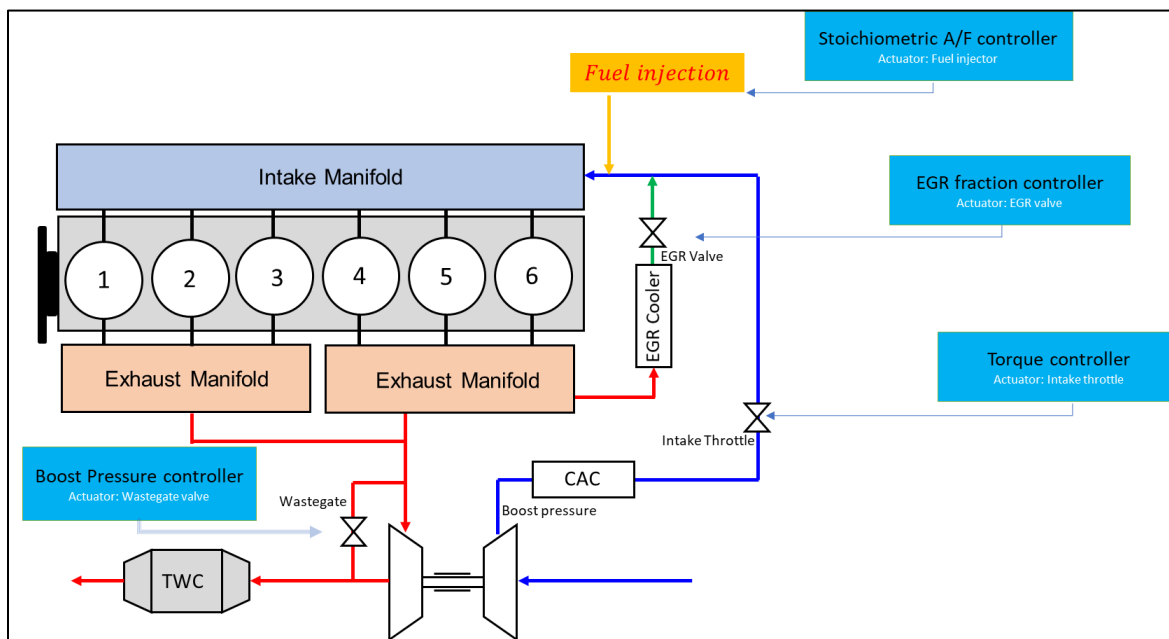 Stoichiometric A/F controller
Actuator: Fuel injector
Fuel injection
Intake Manifold
EGR fraction controller
Actuator: EGR valve
EGR Valve
1 2 3 4 5 6
EGR Cooler
Exhaust Manifold
Exhaust Manifold
Torque controller
Actuator: Intake throttle
Intake Throttle
Boost Pressure controller
Actuator: Wastegate valve
Wastegate
CAC
Boost pressure
TWC